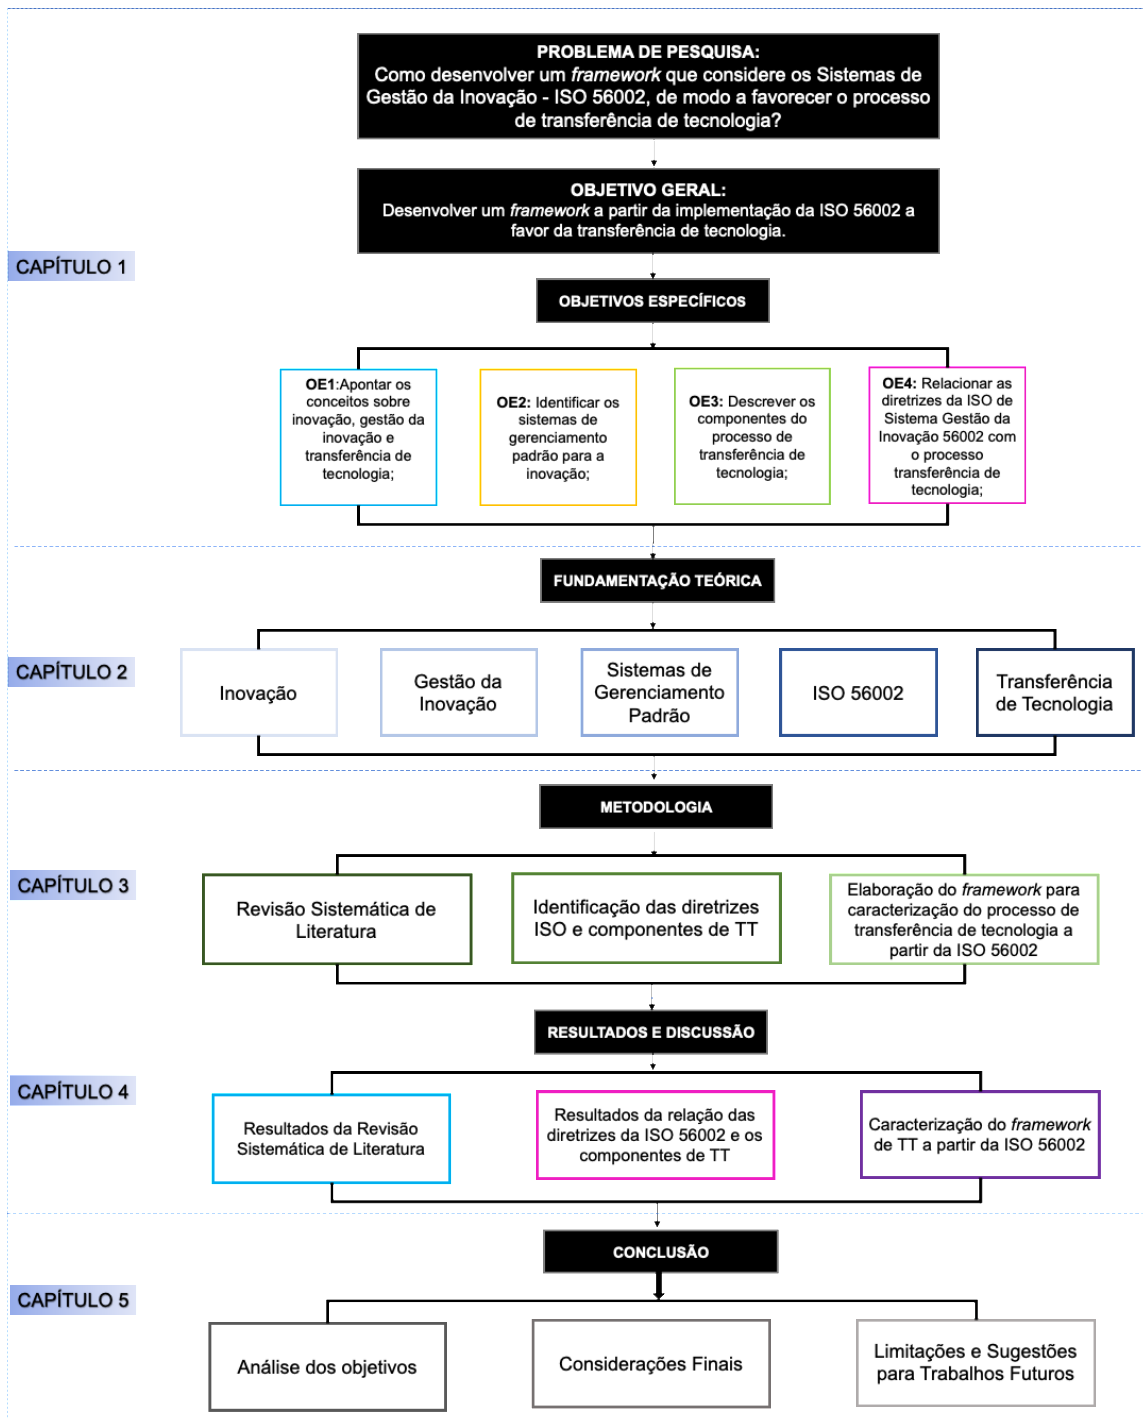 PROBLEMA DE PESQUISA:
Como desenvolver um framework que considere os Sistemas de
Gestão da Inovação - ISO 56002, de modo a favorecer o processo
de transferência de tecnologia?
OBJETIVO GERAL:
Desenvolver um framework a partir da implementação da ISO 56002 a
favor da transferência de tecnologia.
CAPÍTULO 1
OBJETIVOS ESPECÍFICOS
OE1:Apontar os
conceitos sobre
inovação, gestão da
inovação e
transferência de
tecnologia;
OE2: Identificar os
sistemas de
gerenciamento
padrão para a
inovação;
OE3: Descrever os
componentes do
processo de
transferência de
tecnologia;
OE4: Relacionar as
diretrizes da ISO de
Sistema Gestão da
Inovação 56002 com
o processo
transferência de
tecnologia;
FUNDAMENTAÇÃO TEÓRICA
CAPÍTULO 2
Inovação
Gestão da
Inovação
Sistemas de
Gerenciamento
Padrão
ISO 56002
Transferência
de Tecnologia
METODOLOGIA
CAPÍTULO 3
Revisão Sistemática de
Literatura
Identificação das diretrizes
ISO e componentes de TT
Elaboração do framework para
caracterização do processo de
transferência de tecnologia a
partir da ISO 56002
RESULTADOS E DISCUSSÃO
CAPÍTULO 4
Resultados da Revisão
Sistemática de Literatura
Resultados da relação das
diretrizes da ISO 56002 e os
componentes de TT
Caracterização do framework
de TT a partir da ISO 56002
CONCLUSÃO
CAPÍTULO 5
Análise dos objetivos
Considerações Finais
Limitações e Sugestões
para Trabalhos Futuros